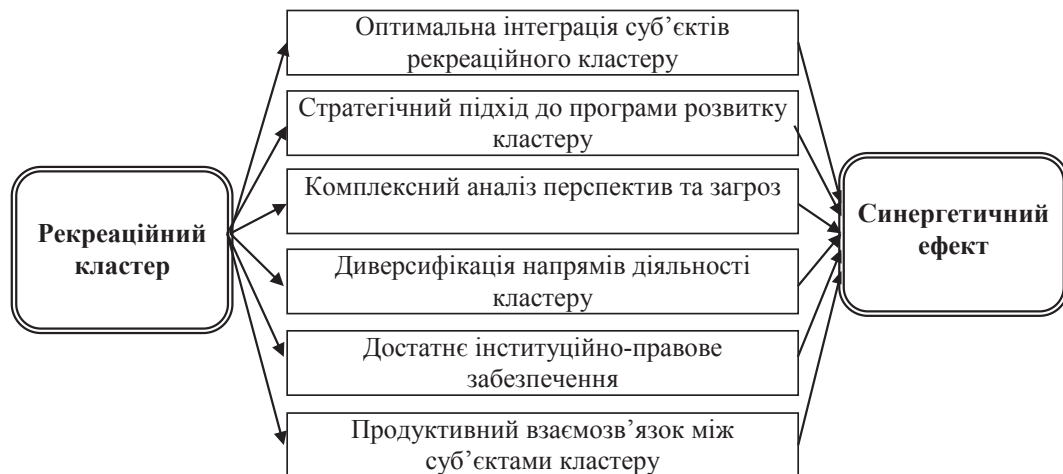 Оптимальна інтеграція суб’єктів
рекреаційного кластеру
Стратегічний підхід до програми розвитку
кластеру
Комплексний аналіз перспектив та загроз
Рекреаційний
кластер
Синергетичний
ефект
Диверсифікація напрямів діяльності
кластеру
Достатнє інституційно-правове
забезпечення
Продуктивний взаємозв’язок між
суб’єктами кластеру